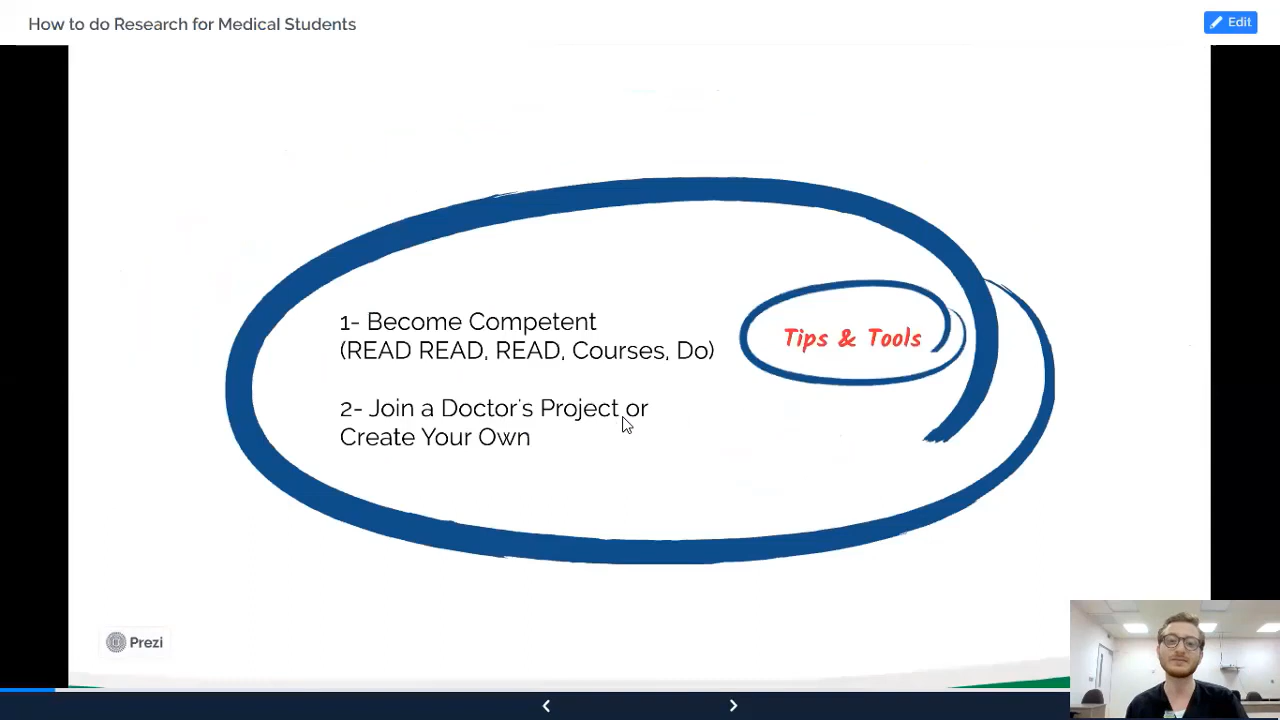 How to do Research for Medical Students
Edit
1- Become Competent
(READ READ, READ, Courses, Do)
Tips & Tools
2- Join a Doctor's Project or
Create Your Own
Prezi